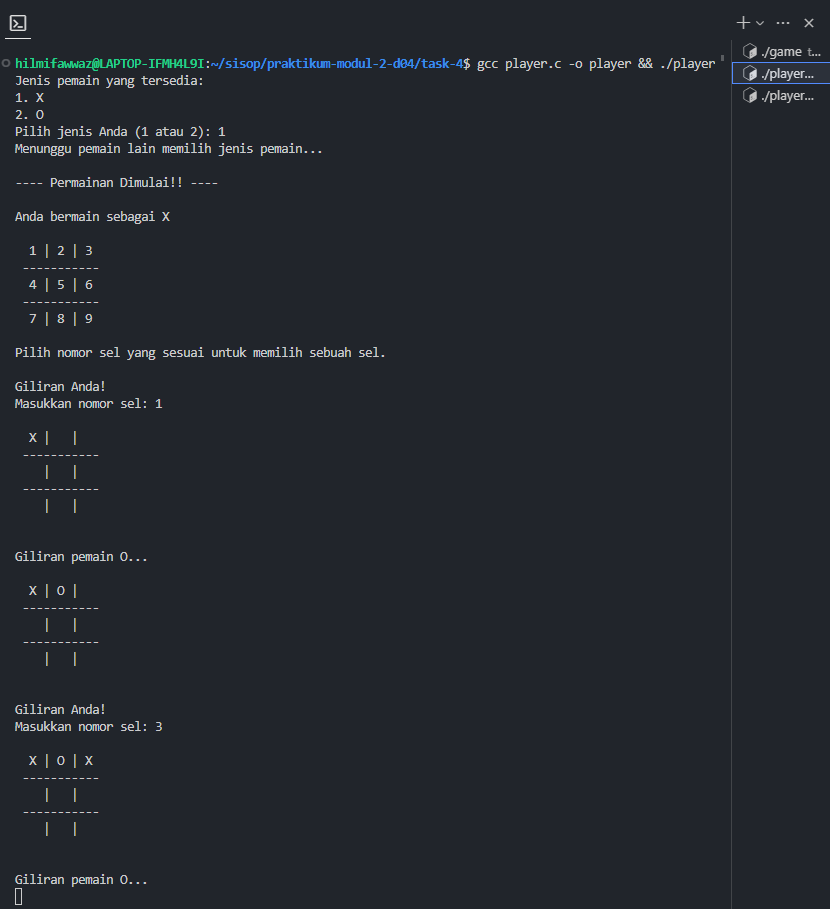 ./game t...
./player...
./player...
hilmifawwaz@LAPTOP-IFMH4L9I:~/sisop/praktikum-modul-2-d04/task-4$ gcc player.c -o player && ./player
Jenis pemain yang tersedia:
1. X
2. O
Pilih jenis Anda (1 atau 2): 1
Menunggu pemain lain memilih jenis pemain...
---- Permainan Dimulai!! ----
Anda bermain sebagai X
1 | 2 | 3
-----------
4 | 5 | 6
-----------
7 | 8 | 9
Pilih nomor sel yang sesuai untuk memilih sebuah sel.
Giliran Anda!
Masukkan nomor sel: 1
X |   |
-----------
  |   |
-----------
  |   |
Giliran pemain O...
X | O |
-----------
  |   |
-----------
  |   |
Giliran Anda!
Masukkan nomor sel: 3
X | O | X
-----------
  |   |
-----------
  |   |
Giliran pemain O...